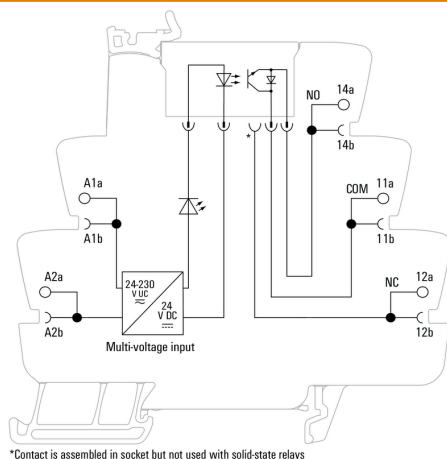 NO
14a
14b
*
COM
11a
11b
A1a
A1b
NC
12a
12b
A2a
A2b
24-230
V UC
24
V DC
Multi-voltage input
*Contact is assembled in socket but not used with solid-state relays